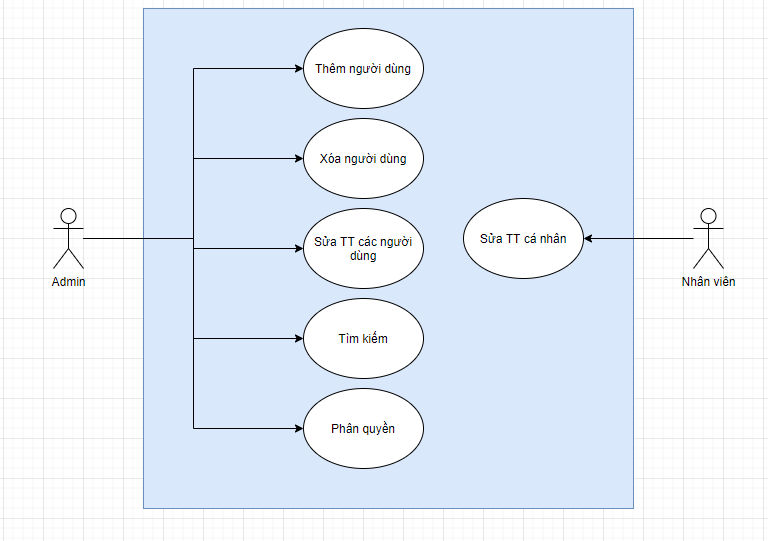 Thêm người dùng
Xóa người dùng
Sửa TT các người
dùng
Sửa TT cá nhân
Admin
Nhân viên
Tìm kiếm
Phân quyền